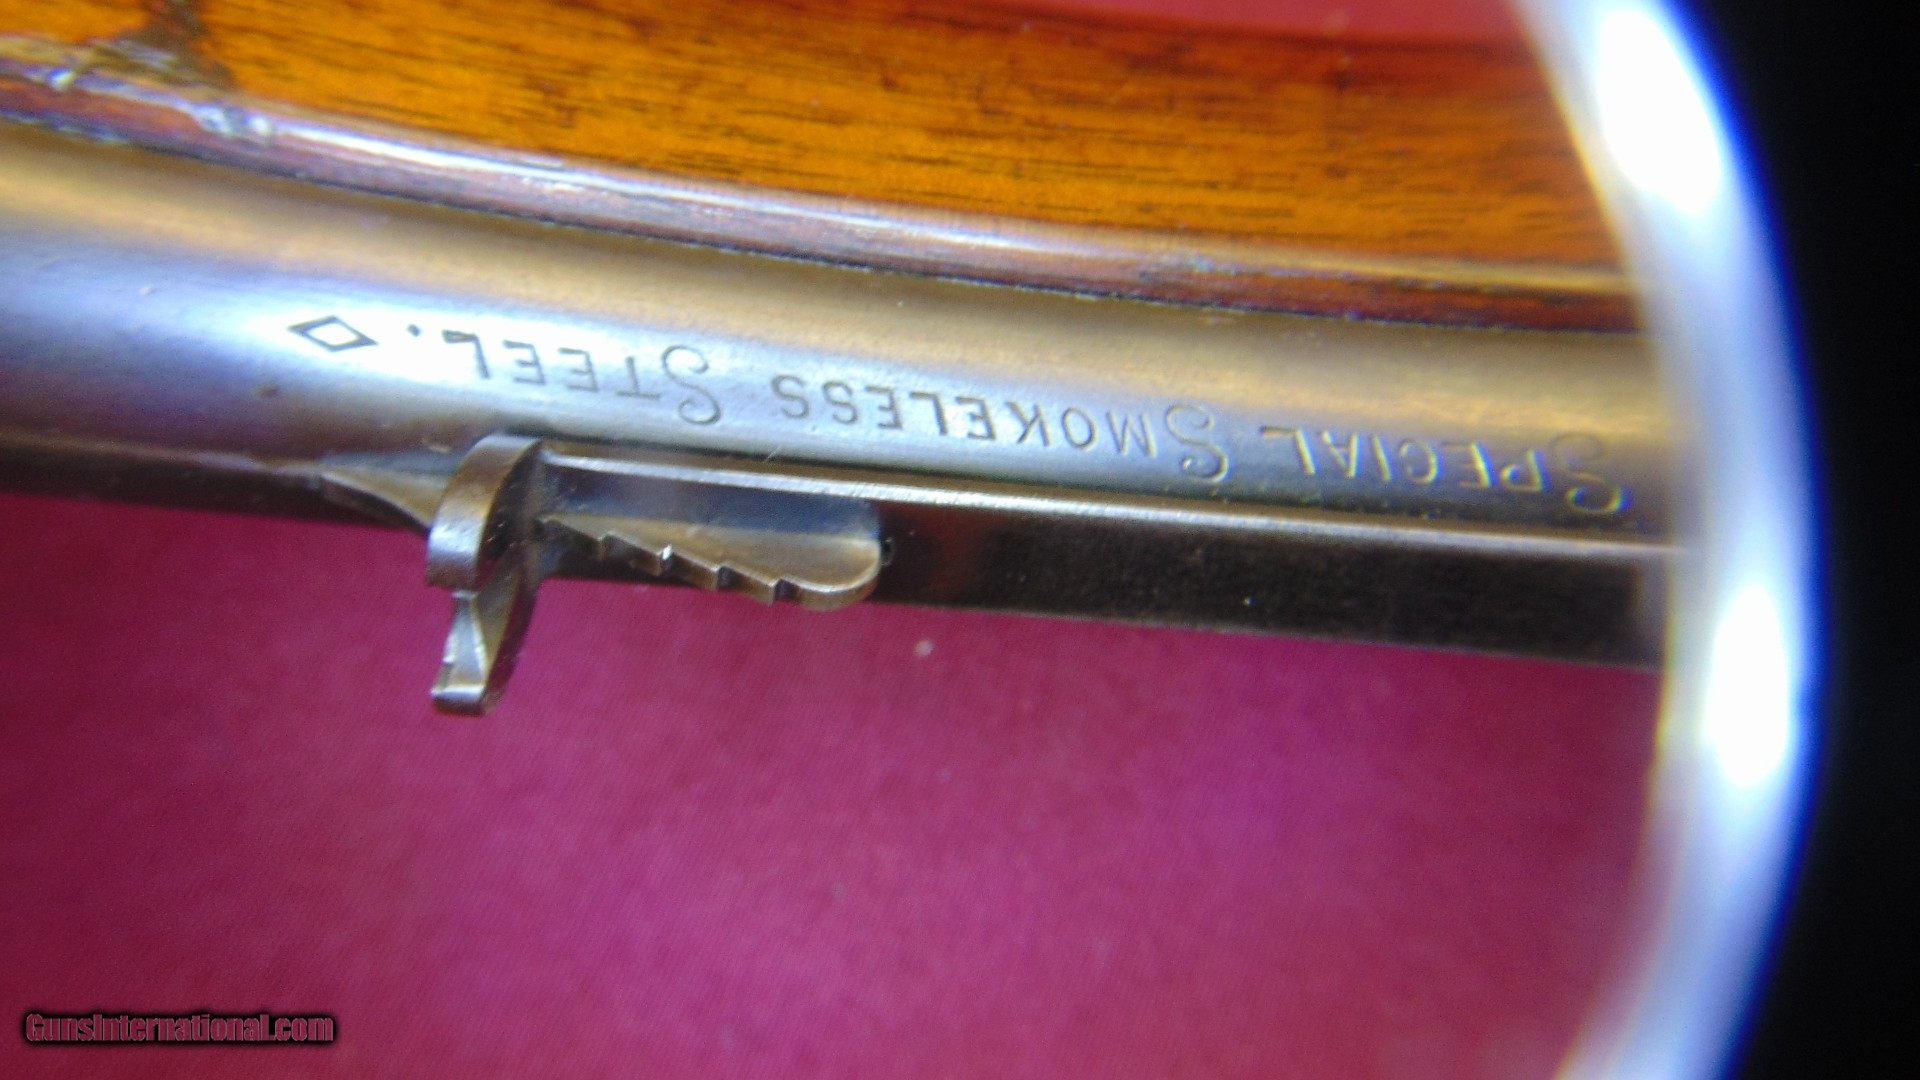 Special Smokeless Steel.
GunsInternational.com